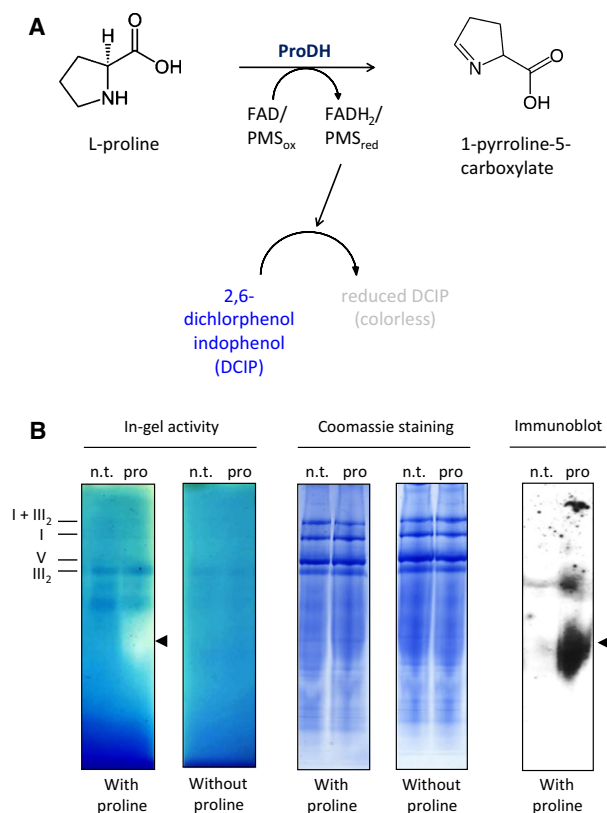 A
ProDH
H
O
OH
NH
N
O
OH
FAD/
PMSox
FADH2/
PMSred
L-proline
1-pyrroline-5-
carboxylate
2,6-
dichlorphenol
indophenol
(DCIP)
reduced DCIP
(colorless)
B
In-gel activity
Coomassie staining
Immunoblot
n.t. pro
n.t. pro
n.t. pro
n.t. pro
n.t. pro
I + III2
I
V
III2
With
proline
Without
proline
With
proline
Without
proline
With
proline